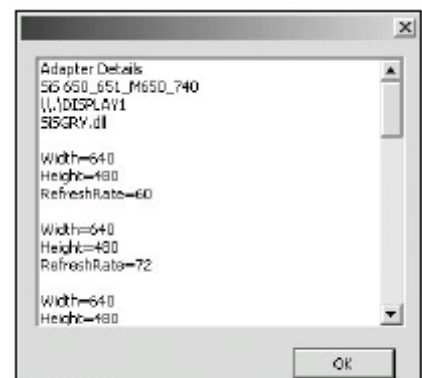 Adapter Details
SiS 650_651_M650_740
\\.\DISPLAY1
SiSGRV.dll
Width=640
Height=480
RefreshRate=60
Width=640
Height=480
RefreshRate=72
Width=640
Height=480
OK